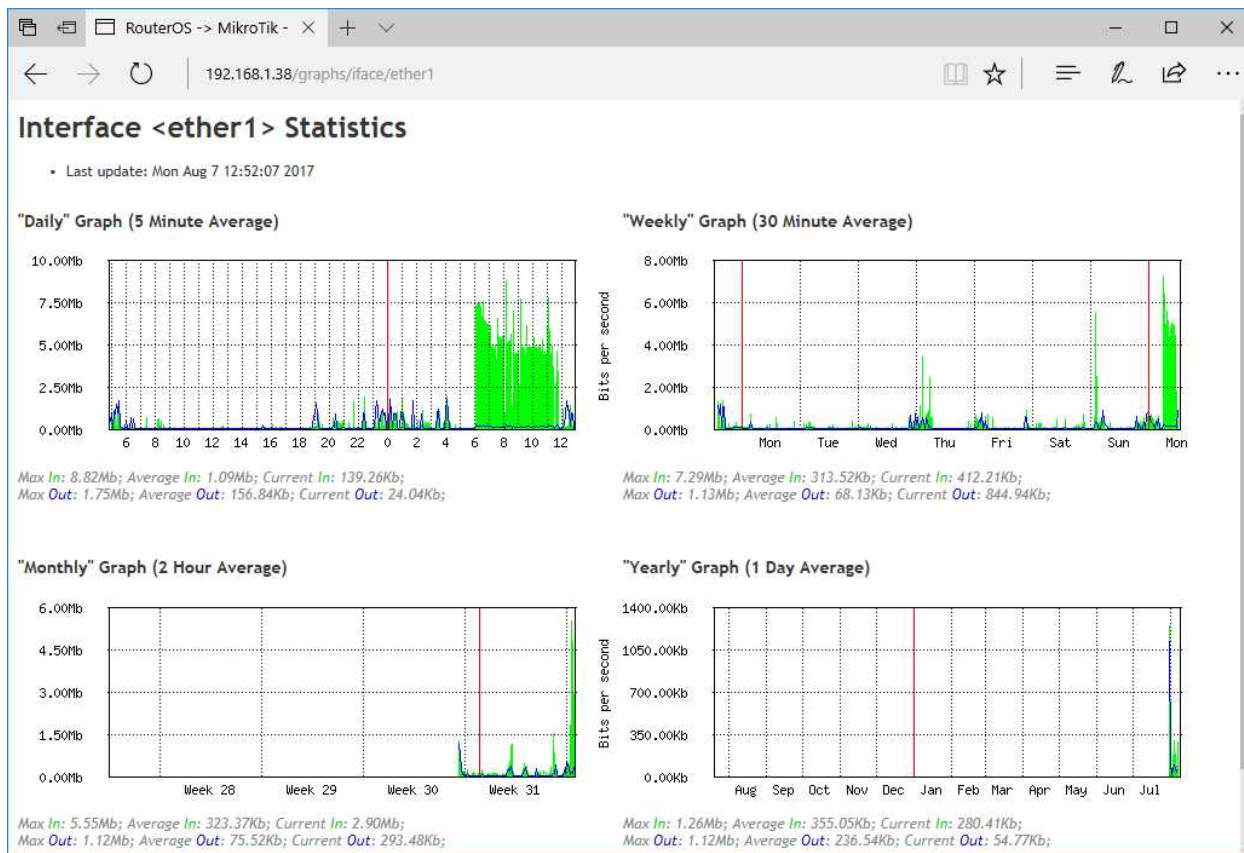 RouterOS -> MikroTik -
192.168.1.38/graphs/iface/ether1
Interface <ether1> Statistics
• Last update: Mon Aug 7 12:52:07 2017
"Daily" Graph (5 Minute Average)
10.00Mb
7.50Mb
5.00Mb
2.50Mb
0.00Mb
6 8 10 12 14 16 18 20 22 0 2 4 6 8 10 12
Max In: 8.82Mb; Average In: 1.09Mb; Current In: 139.26Kb;
Max Out: 1.75Mb; Average Out: 156.84Kb; Current Out: 24.04Kb;
"Weekly" Graph (30 Minute Average)
Bits per second
8.00Mb
6.00Mb
4.00Mb
2.00Mb
0.00Mb
Mon Tue Wed Thu Fri Sat Sun Mon
Max In: 7.29Mb; Average In: 313.52Kb; Current In: 412.21Kb;
Max Out: 1.13Mb; Average Out: 68.13Kb; Current Out: 844.94Kb;
"Monthly" Graph (2 Hour Average)
6.00Mb
4.50Mb
3.00Mb
1.50Mb
0.00Mb
Week 28 Week 29 Week 30 Week 31
Max In: 5.55Mb; Average In: 323.37Kb; Current In: 2.90Mb;
Max Out: 1.12Mb; Average Out: 75.52Kb; Current Out: 293.48Kb;
"Yearly" Graph (1 Day Average)
Bits per second
1400.00Kb
1050.00Kb
700.00Kb
350.00Kb
0.00Kb
Aug Sep Oct Nov Dec Jan Feb Mar Apr May Jun Jul
Max In: 1.26Mb; Average In: 355.05Kb; Current In: 280.41Kb;
Max Out: 1.12Mb; Average Out: 236.54Kb; Current Out: 54.77Kb;